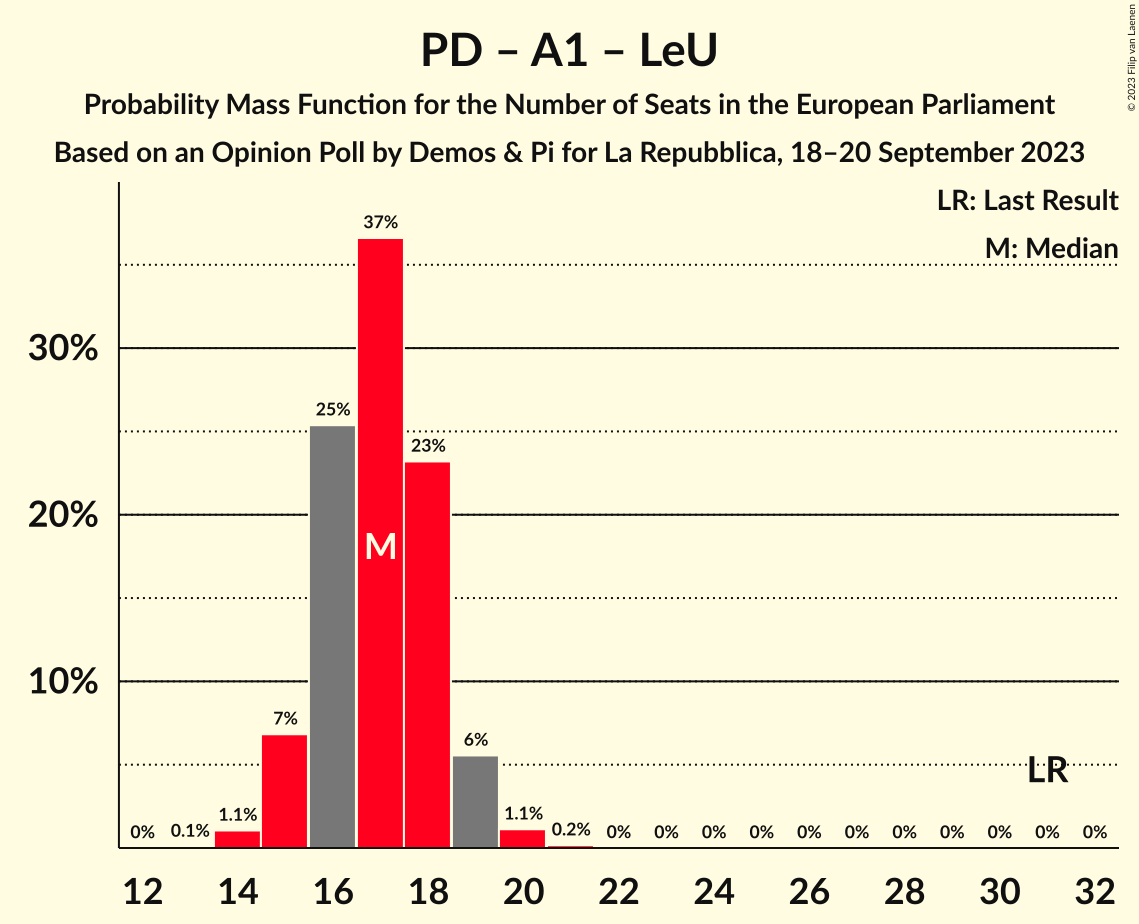 PD – A1 – LeU
Probability Mass Function for the Number of Seats in the European Parliament
Based on an Opinion Poll by Demos & Pi for La Repubblica, 18–20 September 2023
© 2023 Filip van Laenen
LR: Last Result
M: Median
37%
30%
25%
23%
20%
M
10%
7%
6%
LR
0% 0.1% 1.1% 1.1% 0.2% 0% 0% 0% 0% 0% 0% 0% 0% 0% 0% 0%
12 14 16 18 20 22 24 26 28 30 32